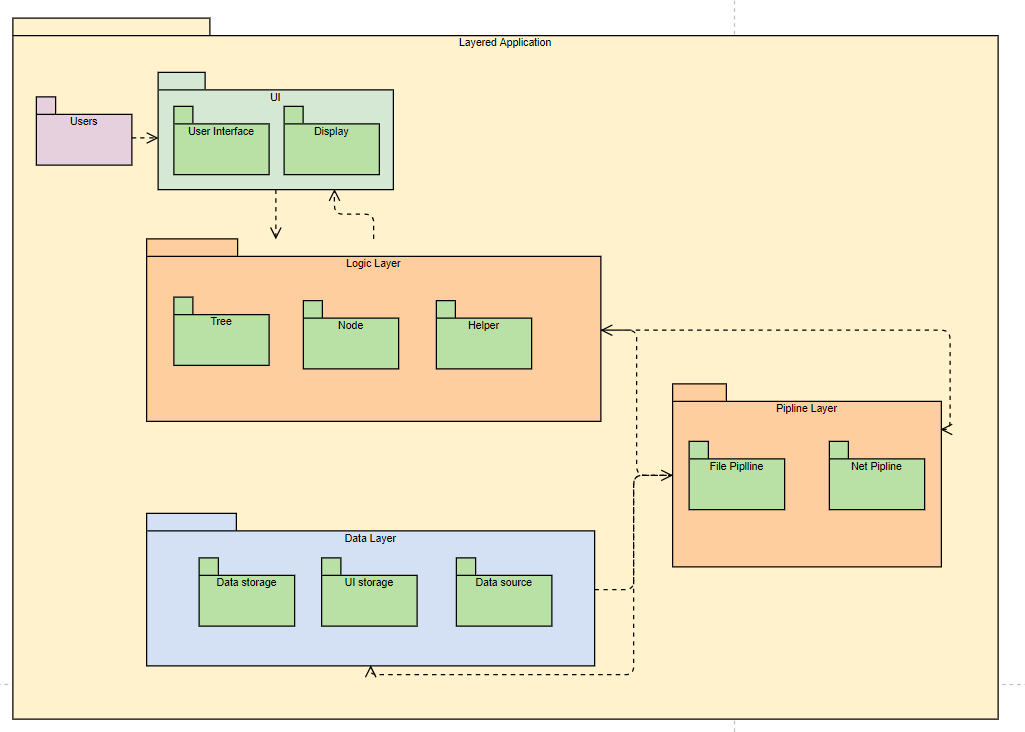 Layered Application
Users
UI
User Interface
Display
Logic Layer
Tree
Node
Helper
Pipline Layer
File Piplline
Net Pipline
Data Layer
Data storage
UI storage
Data source